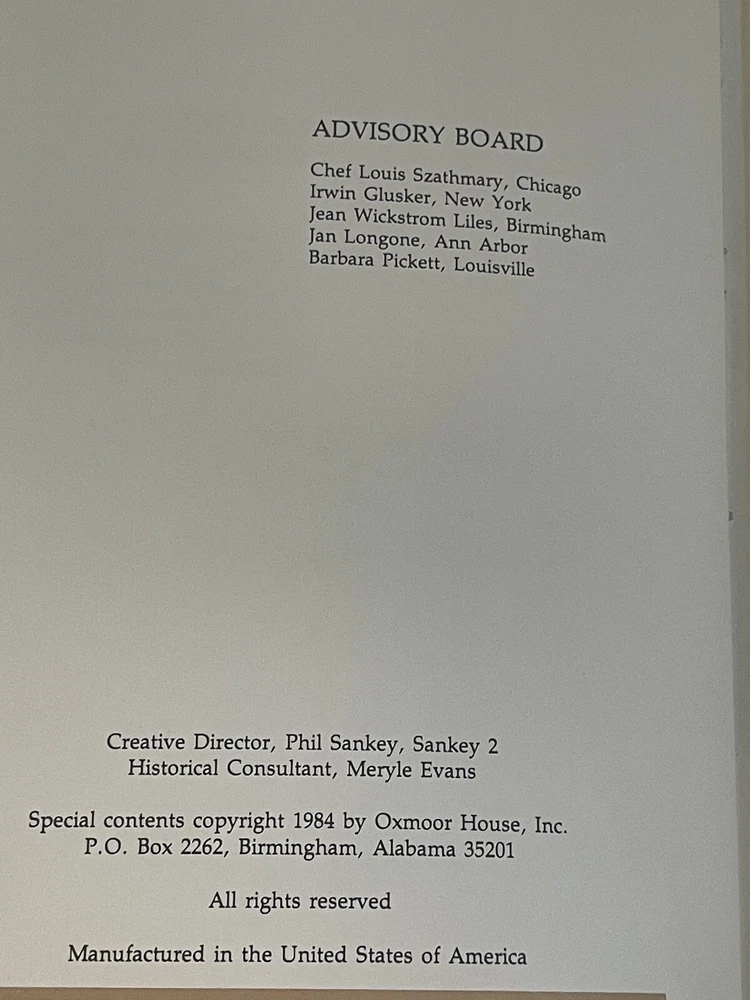 ADVISORY BOARD
Chef Louis Szathmary, Chicago
Irwin Glusker, New York
Jean Wickstrom Liles, Birmingham
Jan Longone, Ann Arbor
Barbara Pickett, Louisville
Creative Director, Phil Sankey, Sankey 2
Historical Consultant, Meryle Evans
Special contents copyright 1984 by Oxmoor House, Inc.
P.O. Box 2262, Birmingham, Alabama 35201
All rights reserved
Manufactured in the United States of America